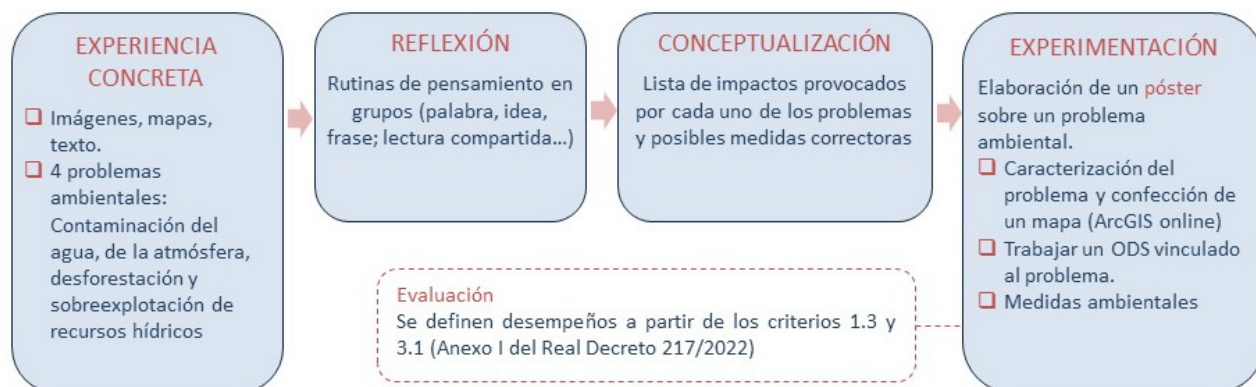 EXPERIENCIA
CONCRETA
❑ Imágenes, mapas,
texto.
❑ 4 problemas
ambientales:
Contaminación del
agua, de la atmósfera,
desforestación y
sobreexplotación de
recursos hídricos
REFLEXIÓN
Rutinas de pensamiento en
grupos (palabra, idea,
frase; lectura compartida…)
CONCEPTUALIZACIÓN
Lista de impactos provocados
por cada uno de los problemas
y posibles medidas correctoras
EXPERIMENTACIÓN
Elaboración de un póster
sobre un problema
ambiental.
❑ Caracterización del
problema y confección de
un mapa (ArcGIS online)
❑ Trabajar un ODS vinculado
al problema.
❑ Medidas ambientales
Evaluación
Se definen desempeños a partir de los criterios 1.3 y
3.1 (Anexo I del Real Decreto 217/2022)